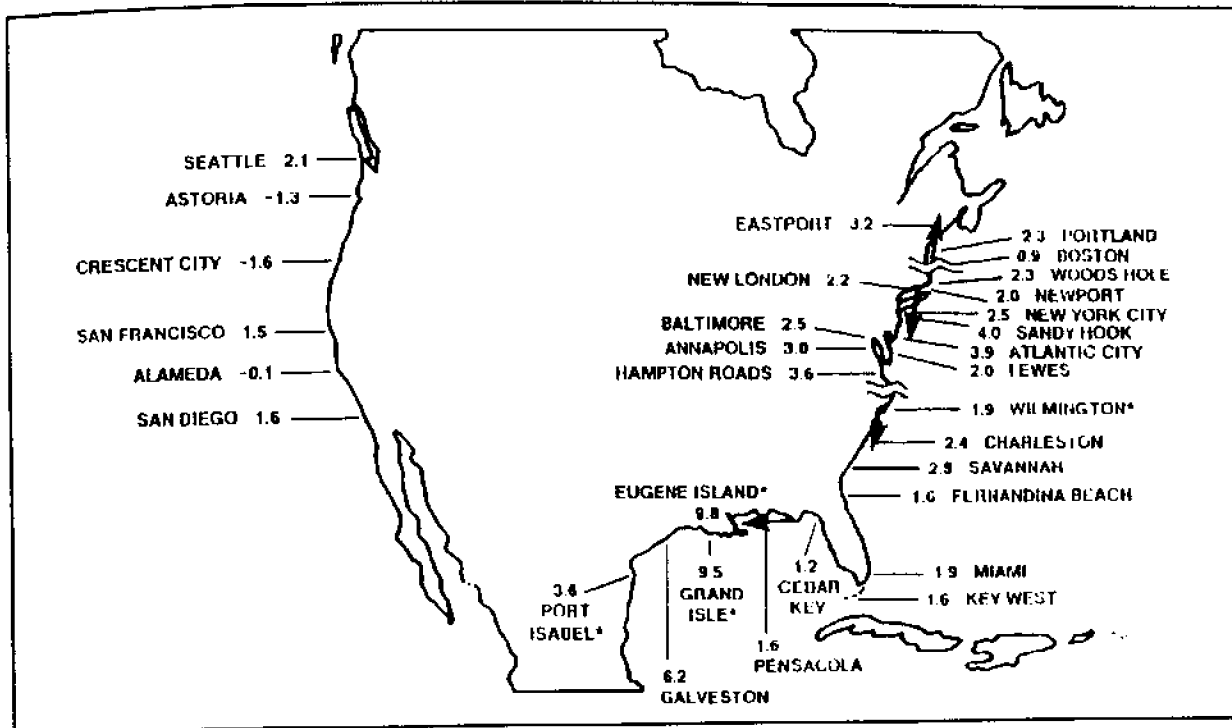 SEATTLE 2.1
ASTORIA -1.3
CRESCENT CITY -1.6
SAN FRANCISCO 1.5
ALAMEDA -0.1
SAN DIEGO 1.6
EASTPORT 3.2
2.3 PORTLAND
0.9 BOSTON
2.3 WOODS HOLE
NEW LONDON 2.2
2.0 NEWPORT
2.5 NEW YORK CITY
4.0 SANDY HOOK
3.9 ATLANTIC CITY
2.0 LEWES
BALTIMORE 2.5
ANNAPOLIS 3.0
HAMPTON ROADS 3.6
1.9 WILMINGTON*
2.4 CHARLESTON
SAVANNAH
1.6 FERNANDINA BEACH
1.9 MIAMI
1.6 KEY WEST
EUGENE ISLAND*
9.8
1.2
CEDAR
KEY
9.5
GRAND
ISLE*
PORT
ISABEL*
1.6
PENSACOLA
6.2
GALVESTON